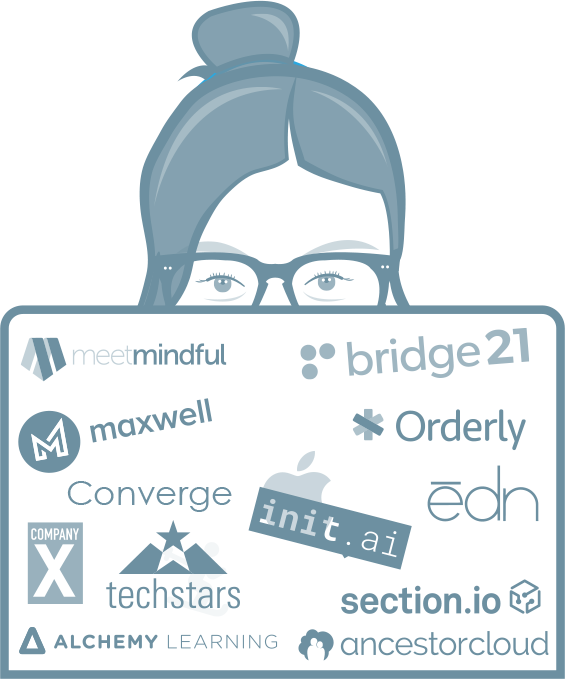 meetmindful
bridge21
maxwell
Orderly
Converge
ēdn
init.ai
COMPANY
X
techstars
section.io
ALCHEMY LEARNING
ancestorcloud